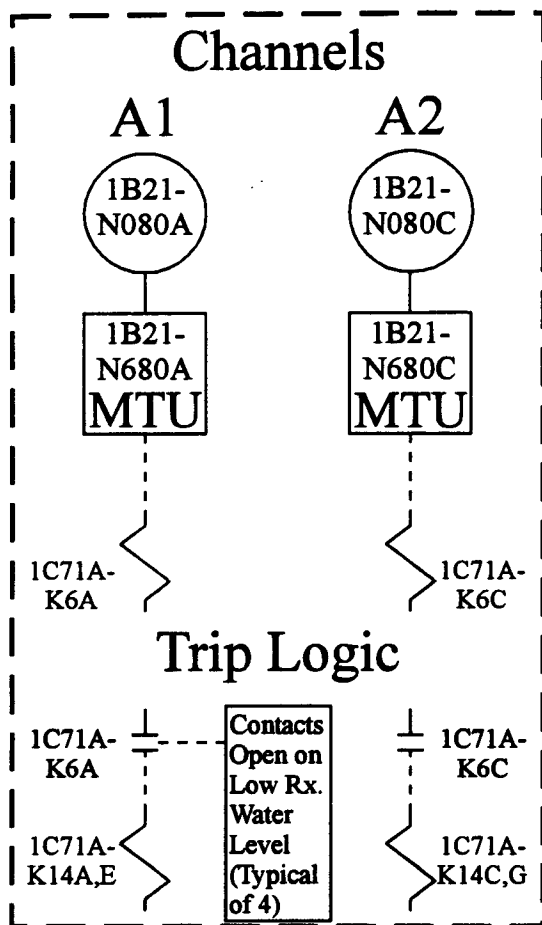 Channels
A1
A2
1B21-
N080A
1B21-
N080C
1B21-
N680A
MTU
1B21-
N680C
MTU
1C71A-
K6A
1C71A-
K6C
Trip Logic
1C71A-
K6A
Contacts
Open on
Low Rx.
Water
Level
(Typical
of 4)
1C71A-
K6C
1C71A-
K14A,E
1C71A-
K14C,G